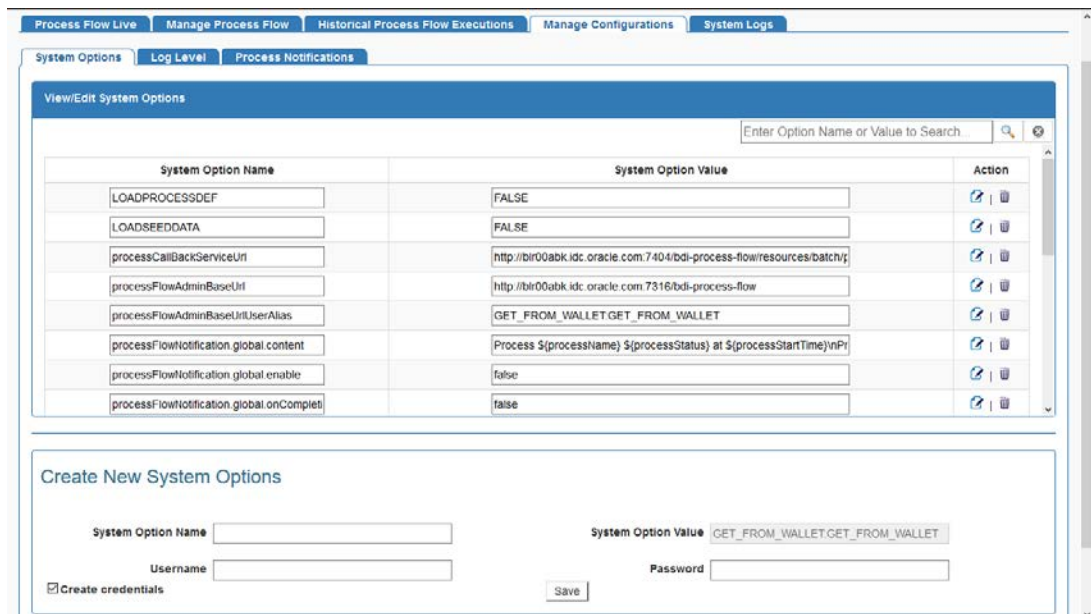 Process Flow Live Manage Process Flow Historical Process Flow Executions Manage Configurations System Logs
System Options Log Level Process Notifications
View/Edit System Options
Enter Option Name or Value to Search...
System Option Name System Option Value Action
LOADPROCESSDEF FALSE
LOADSEEDDATA FALSE
processCallBackServiceUrl http://blr00abk.idc.oracle.com:7404/bdi-process-flow/resources/batch/p
processFlowAdminBaseUrl http://blr00abk.idc.oracle.com:7316/bdi-process-flow
processFlowAdminBaseUrlUserAlias GET_FROM_WALLET:GET_FROM_WALLET
processFlowNotification.global.content Process ${processName} ${processStatus} at ${processStartTime}\nPr
processFlowNotification.global.enable false
processFlowNotification.global.onCompleti false
Create New System Options
System Option Name System Option Value GET_FROM_WALLET:GET_FROM_WALLET
Username Password
Create credentials Save